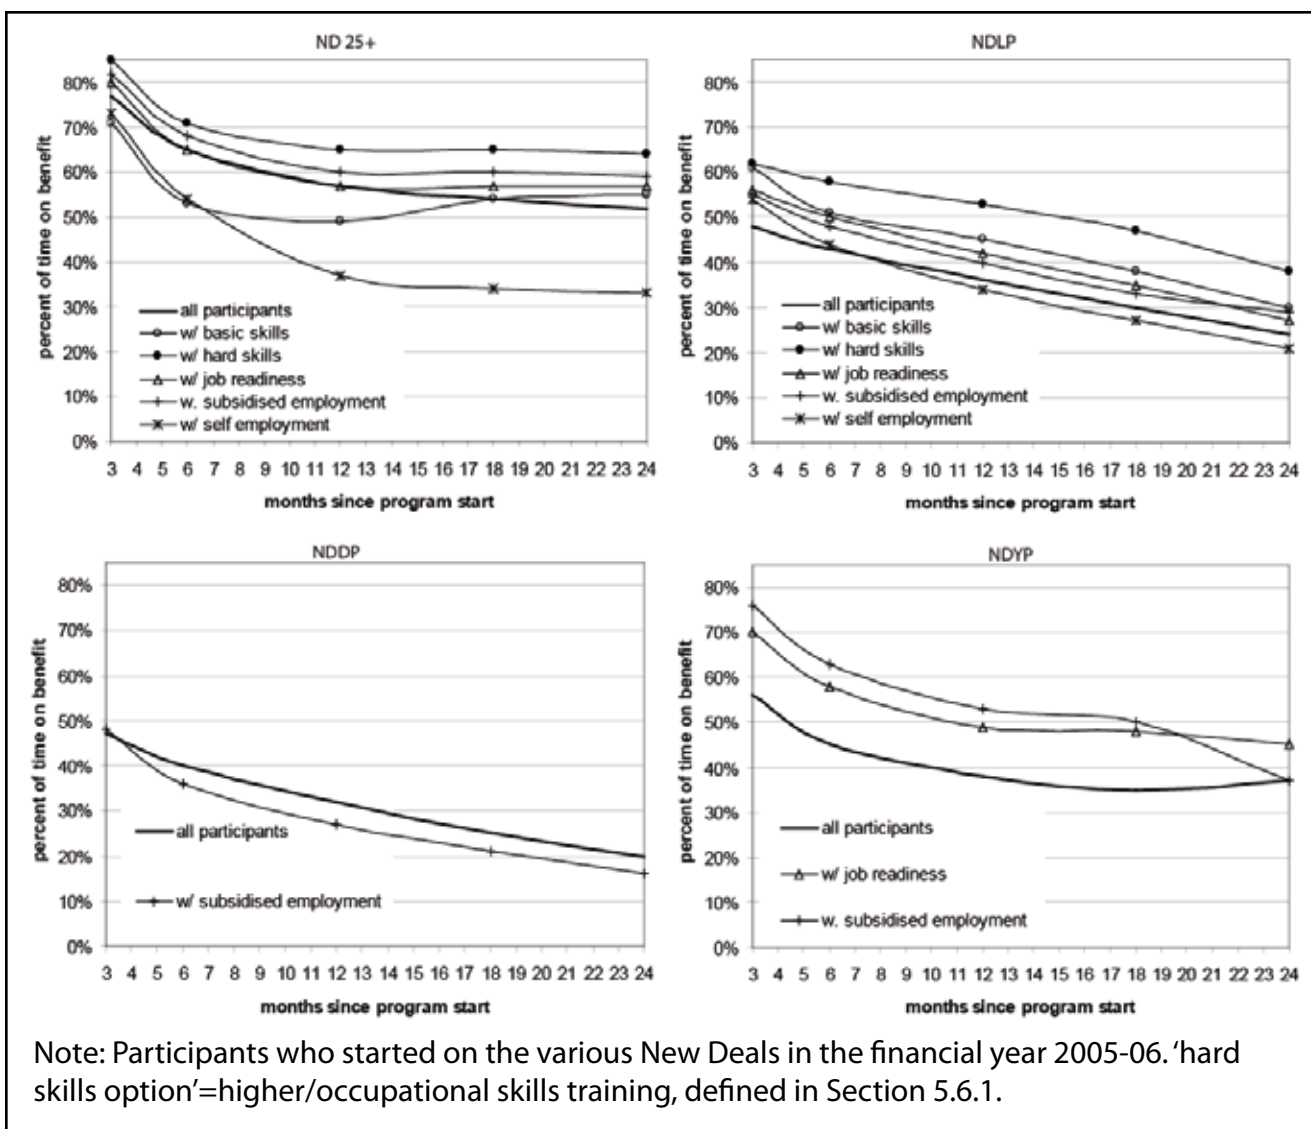 ND 25+
percent of time on benefit
80%
70%
60%
50%
40%
30%
20%
10%
0%
all participants
w/ basic skills
w/ hard skills
w/ job readiness
w. subsidised employment
w/ self employment
3 4 5 6 7 8 9 10 11 12 13 14 15 16 17 18 19 20 21 22 23 24
months since program start
NDLP
percent of time on benefit
80%
70%
60%
50%
40%
30%
20%
10%
0%
all participants
w/ basic skills
w/ hard skills
w/ job readiness
w. subsidised employment
w/ self employment
3 4 5 6 7 8 9 10 11 12 13 14 15 16 17 18 19 20 21 22 23 24
months since program start
NDDP
percent of time on benefit
80%
70%
60%
50%
40%
30%
20%
10%
0%
all participants
w/ subsidised employment
3 4 5 6 7 8 9 10 11 12 13 14 15 16 17 18 19 20 21 22 23 24
months since program start
NDYP
percent of time on benefit
80%
70%
60%
50%
40%
30%
20%
10%
0%
all participants
w/ job readiness
w. subsidised employment
3 4 5 6 7 8 9 10 11 12 13 14 15 16 17 18 19 20 21 22 23 24
months since program start
Note: Participants who started on the various New Deals in the financial year 2005-06. ‘hard
skills option’=higher/occupational skills training, defined in Section 5.6.1.